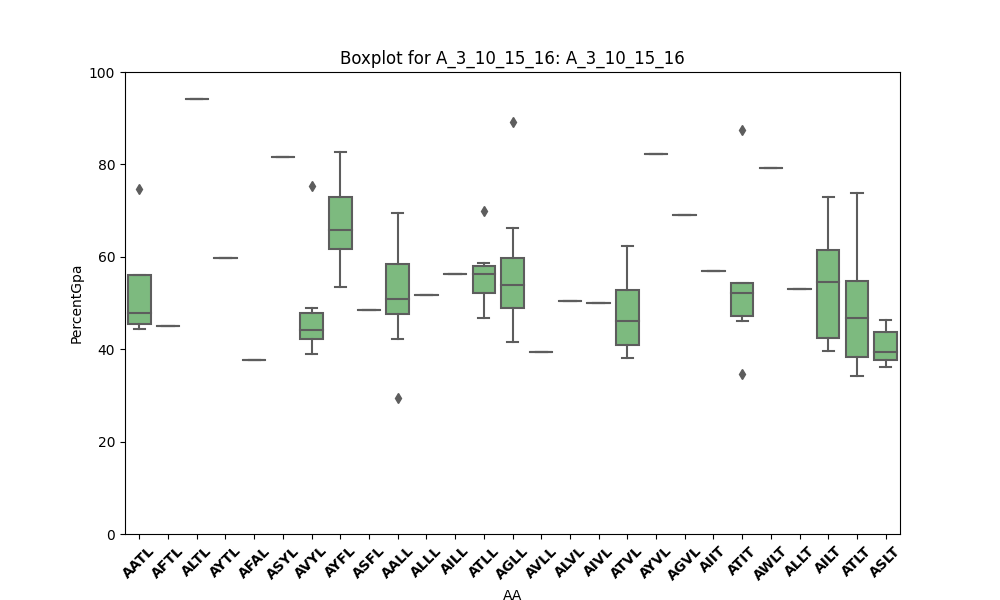 Boxplot for A_3_10_15_16: A_3_10_15_16
100
80
60
40
20
0
PercentGpa
AATL AFTL ALTL AYTL AFAL ASYL AVYL AYFL ASFL AALL ALLL AILL ATLL AGLL AVLL ALVL AIVL ATVL AYVL AGVL AIIT ATIT AWLT ALLT AILT ATLT ASLT
AA